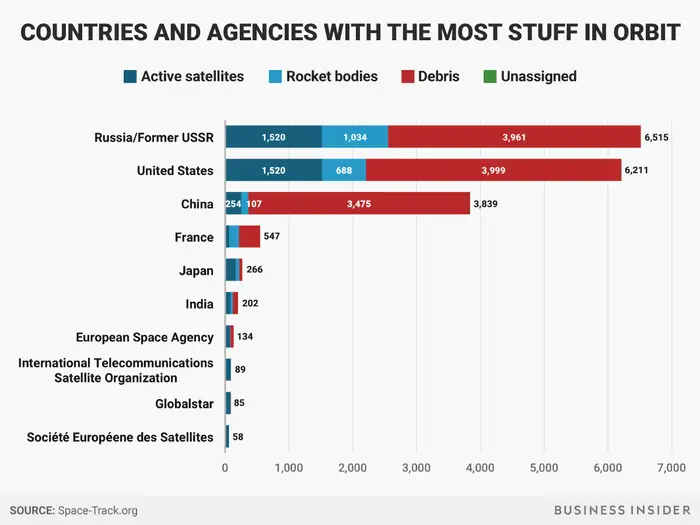 COUNTRIES AND AGENCIES WITH THE MOST STUFF IN ORBIT
Active satellites Rocket bodies Debris Unassigned
Russia/Former USSR 1,520 1,034 3,961 6,515
United States 1,520 688 3,999 6,211
China 254 107 3,475 3,839
France 547
Japan 266
India 202
European Space Agency 134
International Telecommunications
Satellite Organization 89
Globalstar 85
Société Européene des Satellites 58
0 1,000 2,000 3,000 4,000 5,000 6,000 7,000
SOURCE: Space-Track.org BUSINESS INSIDER